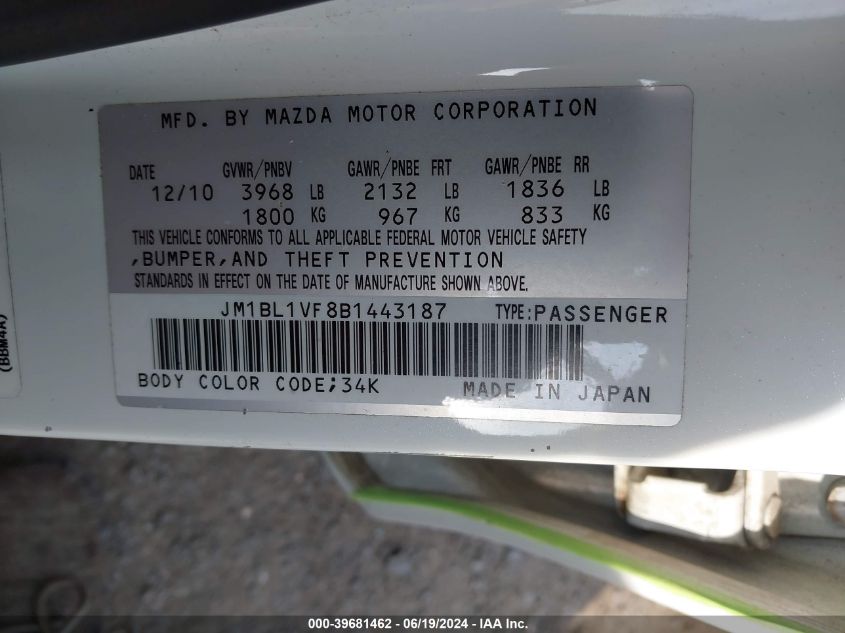 MFD. BY MAZDA MOTOR CORPORATION
DATE GVWR/PNBV GAWR/PNBE FRT GAWR/PNBE RR
12/10 3968 LB 2132 LB 1836 LB
1800 KG 967 KG 833 KG
THIS VEHICLE CONFORMS TO ALL APPLICABLE FEDERAL MOTOR VEHICLE SAFETY
,BUMPER,AND THEFT PREVENTION
STANDARDS IN EFFECT ON THE DATE OF MANUFACTURE SHOWN ABOVE.
JM1BL1VF8B1443187 TYPE:PASSENGER
BODY COLOR CODE;34K MADE IN JAPAN
(BBM4A)
000-39681462 - 06/19/2024 - IAA Inc.